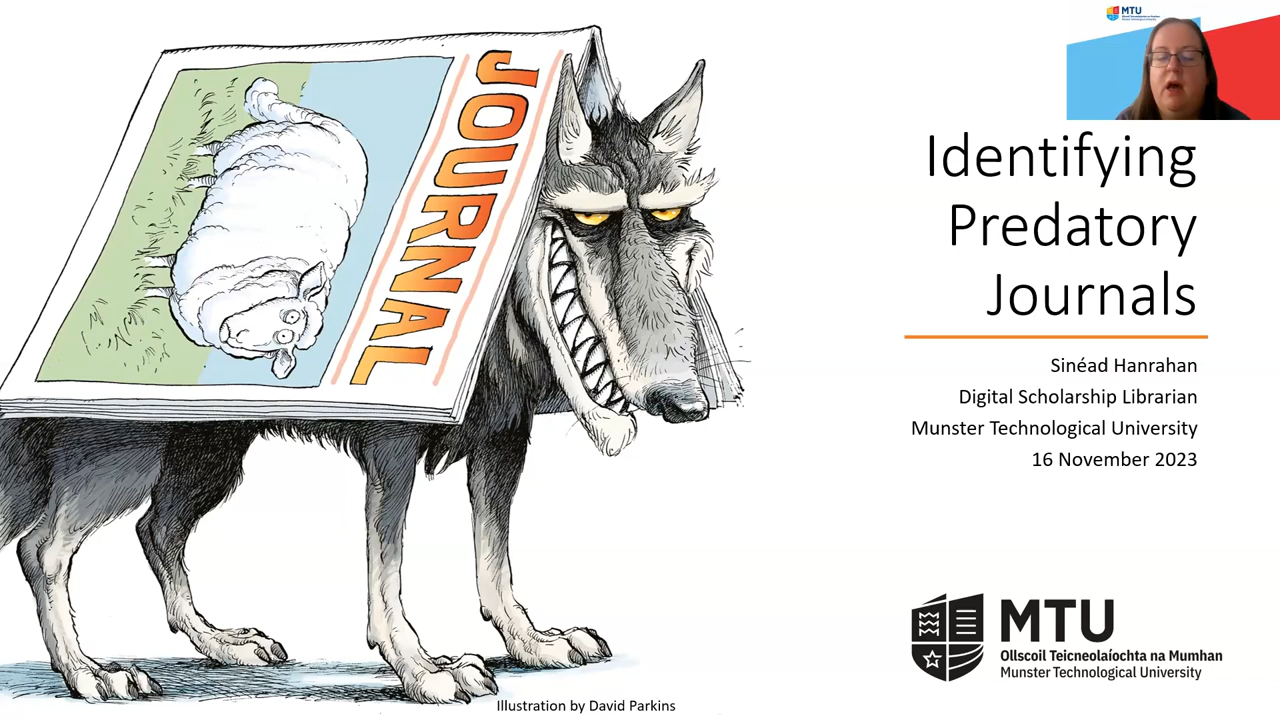 JOURNAL
MTU
Identifying
Predatory
Journals
Sinéad Hanrahan
Digital Scholarship Librarian
Munster Technological University
16 November 2023
MTU
Ollscoil Teicneolaíochta na Mumhan
Munster Technological University
Illustration by David Parkins